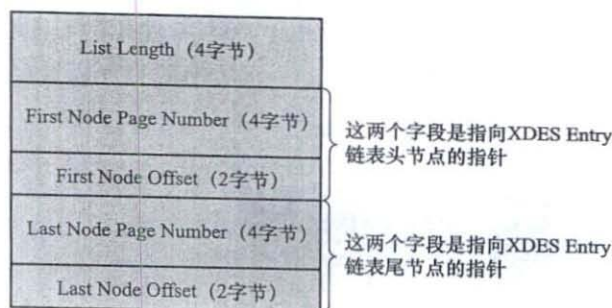 List Length（4字节）
First Node Page Number（4字节）
First Node Offset（2字节）
Last Node Page Number（4字节）
Last Node Offset（2字节）
这两个字段是指向XDES Entry
链表头节点的指针
这两个字段是指向XDES Entry
链表尾节点的指针